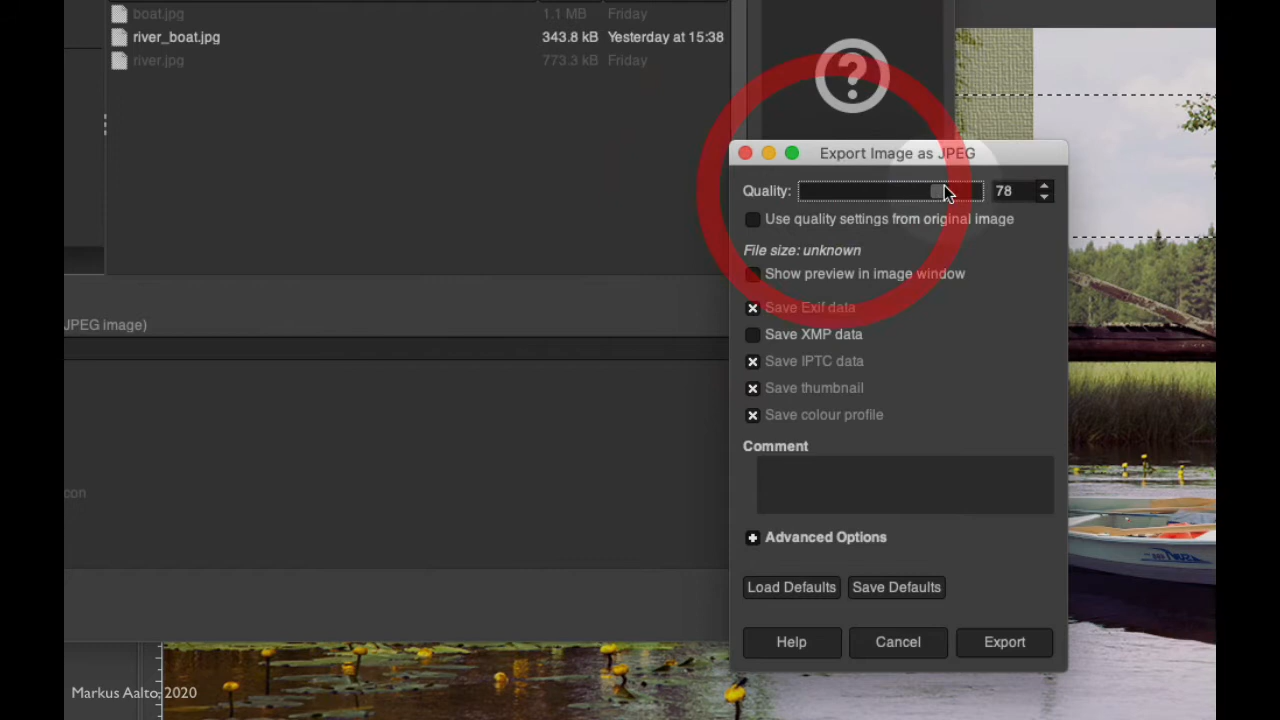 boat.jpg 1.1 MB Friday
river_boat.jpg 343.8 kB Yesterday at 15:38
river.jpg 773.3 kB Friday
Export Image as JPEG
Quality: 78
Use quality settings from original image
File size: unknown
Show preview in image window
Save Exif data
JPEG image)
Save XMP data
Save IPTC data
Save thumbnail
Save colour profile
Comment
con
Advanced Options
Load Defaults Save Defaults
Help Cancel Export
Markus Aalto, 2020